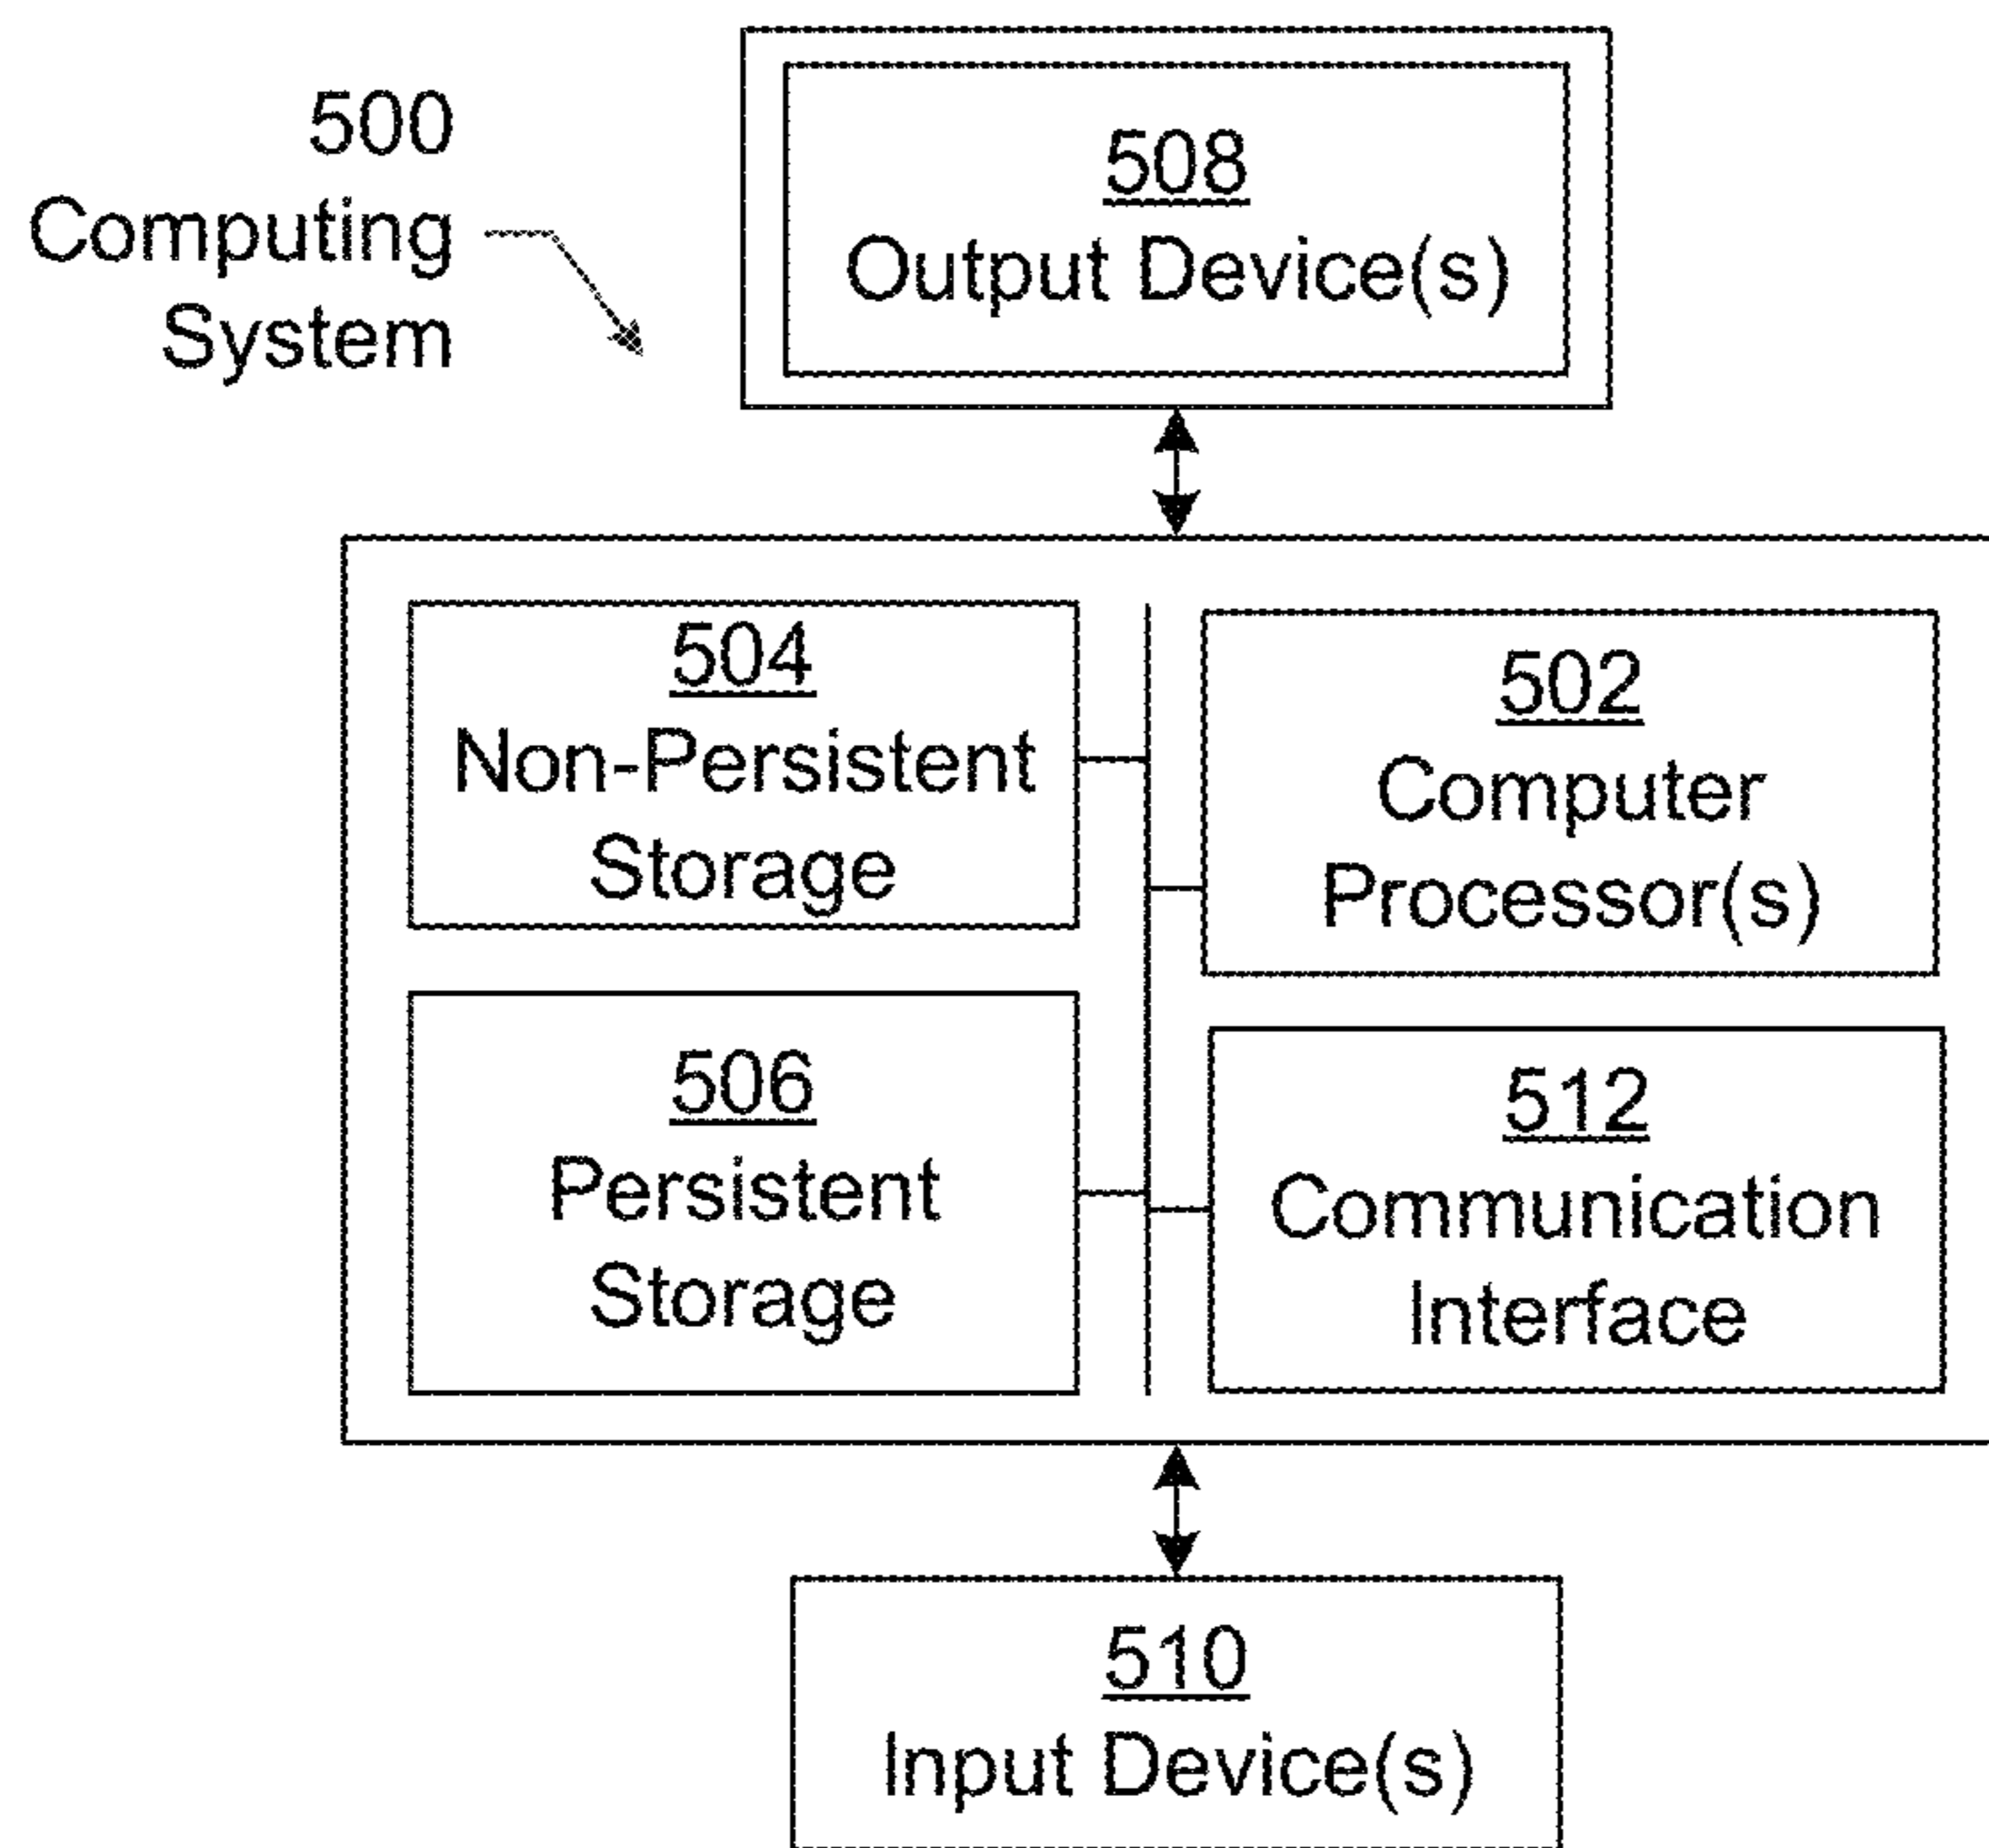 500
Computing
System
508
Output Device(s)
504
Non-Persistent
Storage
502
Computer
Processor(s)
506
Persistent
Storage
512
Communication
Interface
510
Input Device(s)